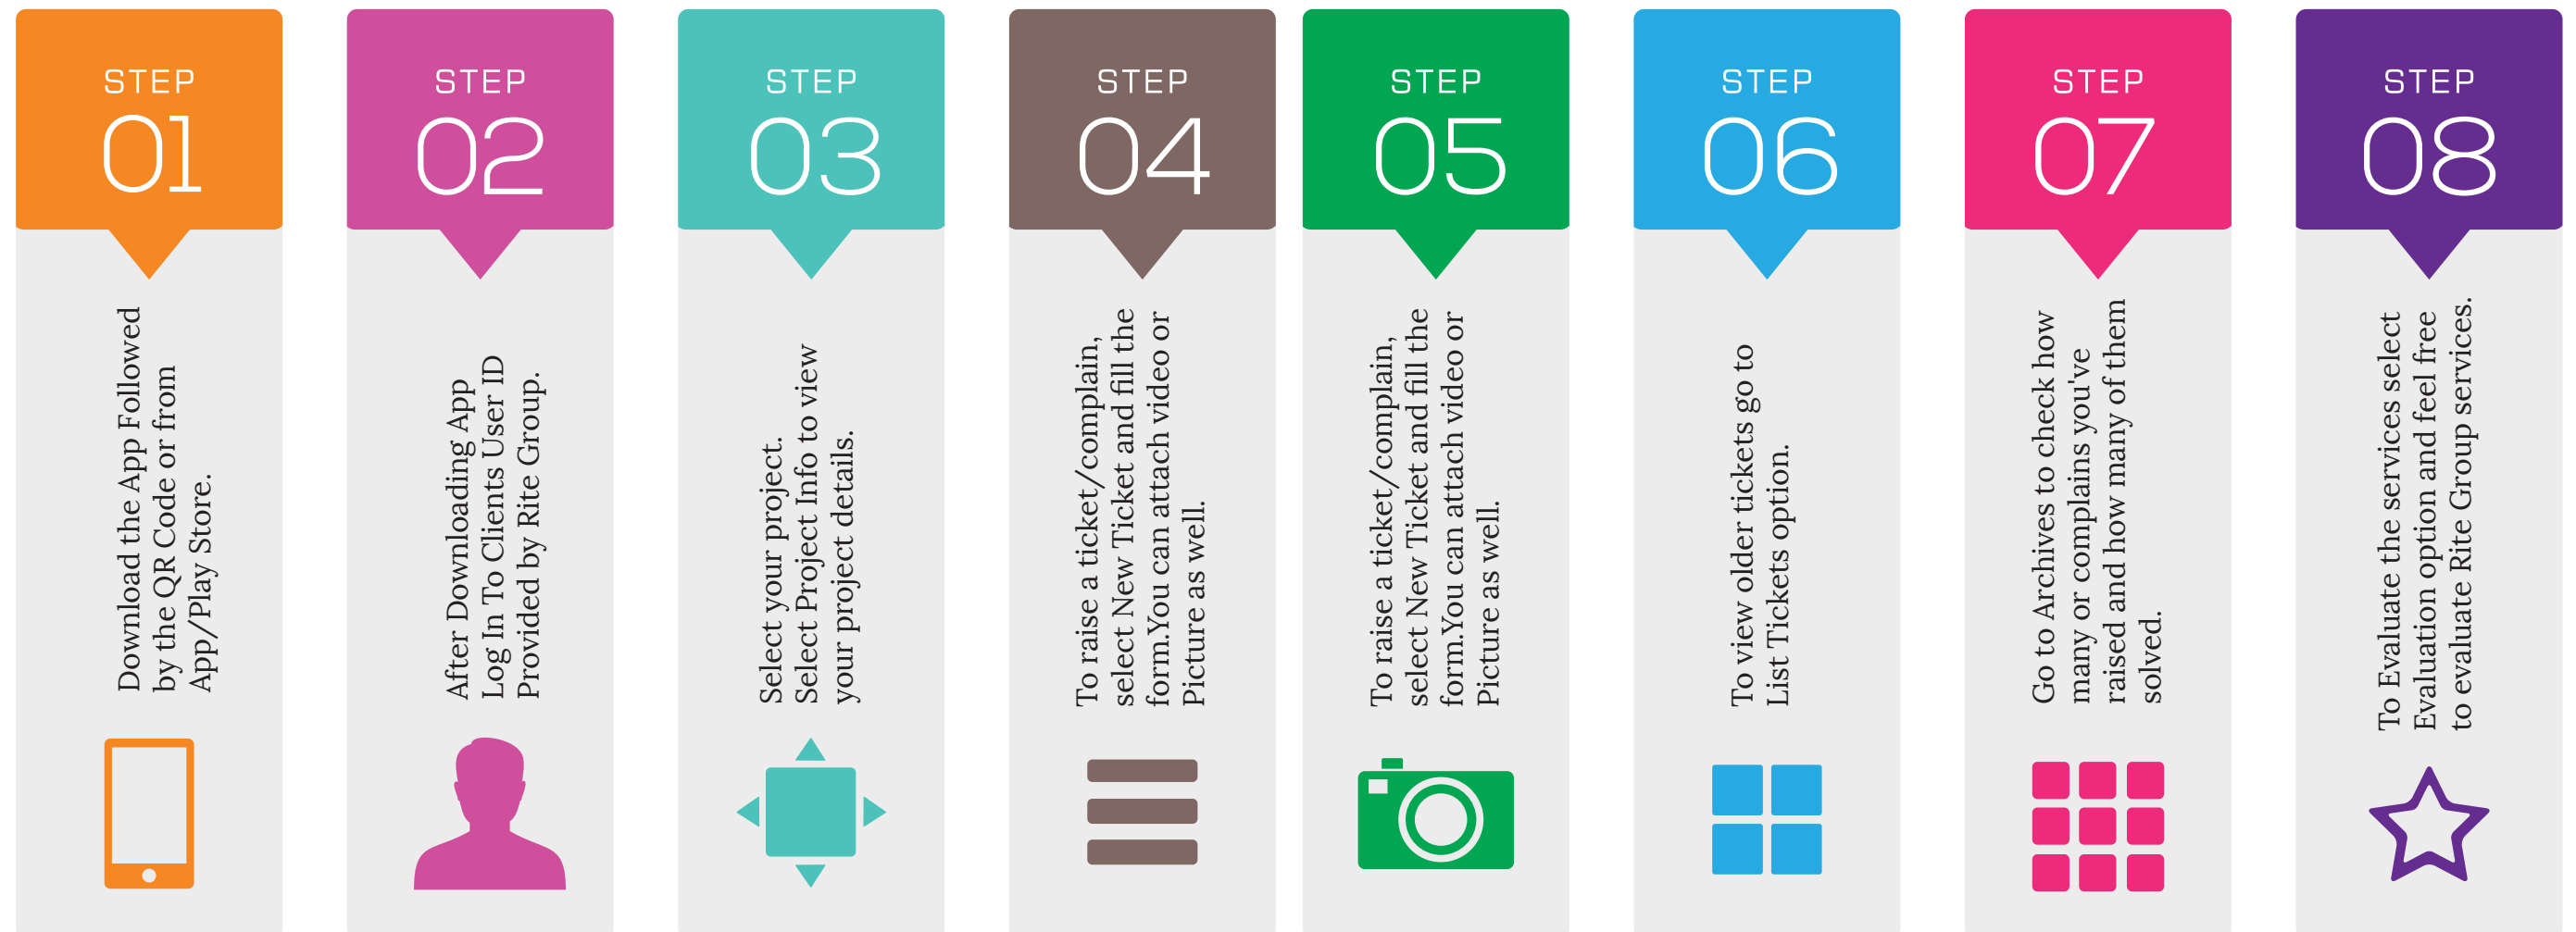 STEP
01
Download the App Followed
by the QR Code or from
App/Play Store.
STEP
02
After Downloading App
Log In To Clients User ID
Provided by Rite Group.
STEP
03
Select your project.
Select Project Info to view
your project details.
STEP
04
To raise a ticket/complain,
select New Ticket and fill the
form.You can attach video or
Picture as well.
STEP
05
To raise a ticket/complain,
select New Ticket and fill the
form.You can attach video or
Picture as well.
STEP
06
To view older tickets go to
List Tickets option.
STEP
07
Go to Archives to check how
many or complains you've
raised and how many of them
solved.
STEP
08
To Evaluate the services select
Evaluation option and feel free
to evaluate Rite Group services.